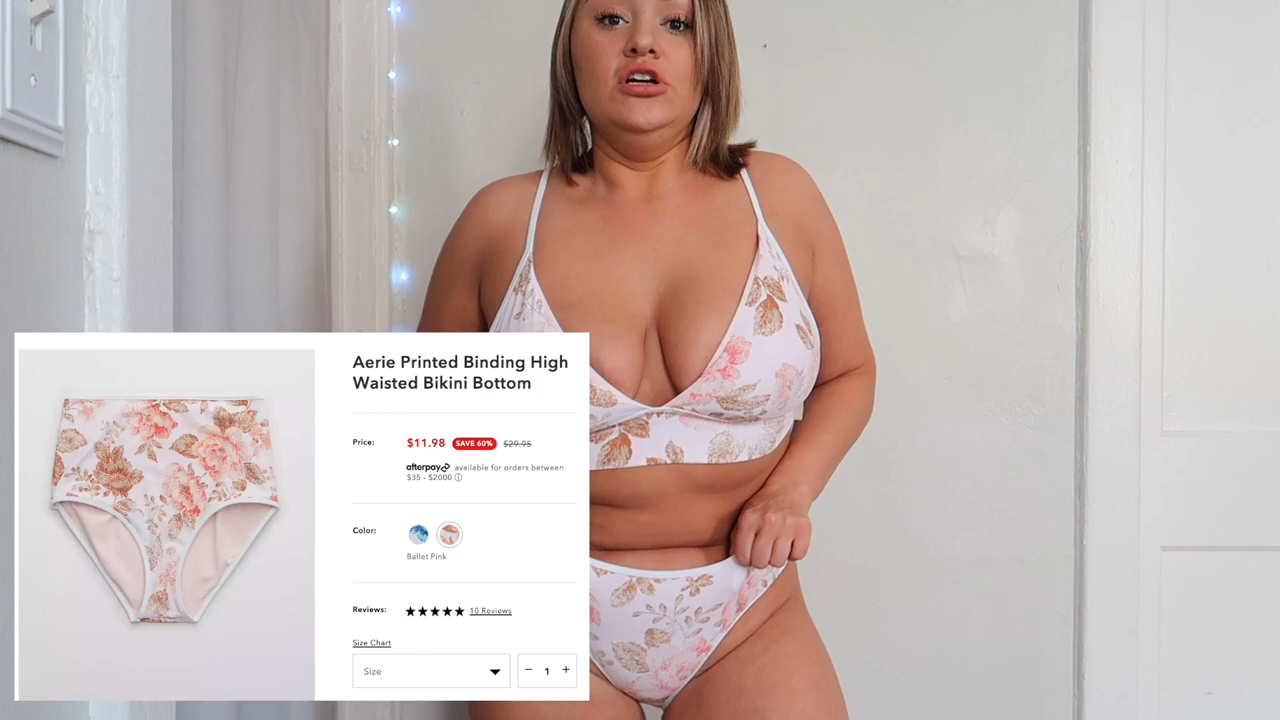 Aerie Printed Binding High
Waisted Bikini Bottom
Price: $11.98 SAVE 60% $29.95
afterpay available for orders between
$35 - $2000 ⓘ
Color:
Ballet Pink
Reviews: ★★★★★ 10 Reviews
Size Chart
Size − 1 +